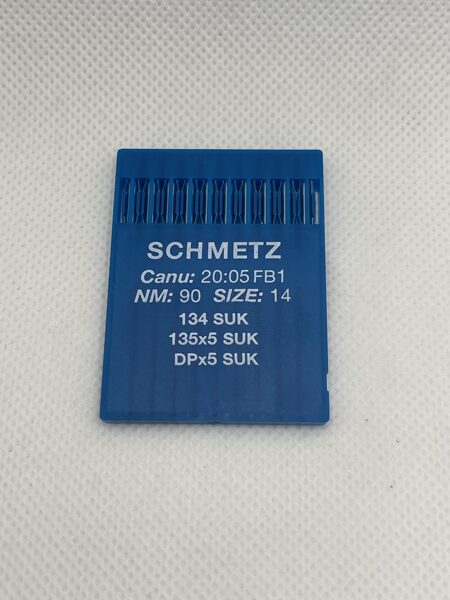 SCHMETZ
Canu: 20:05 FB1
NM: 90 SIZE: 14
134 SUK
135x5 SUK
DPx5 SUK